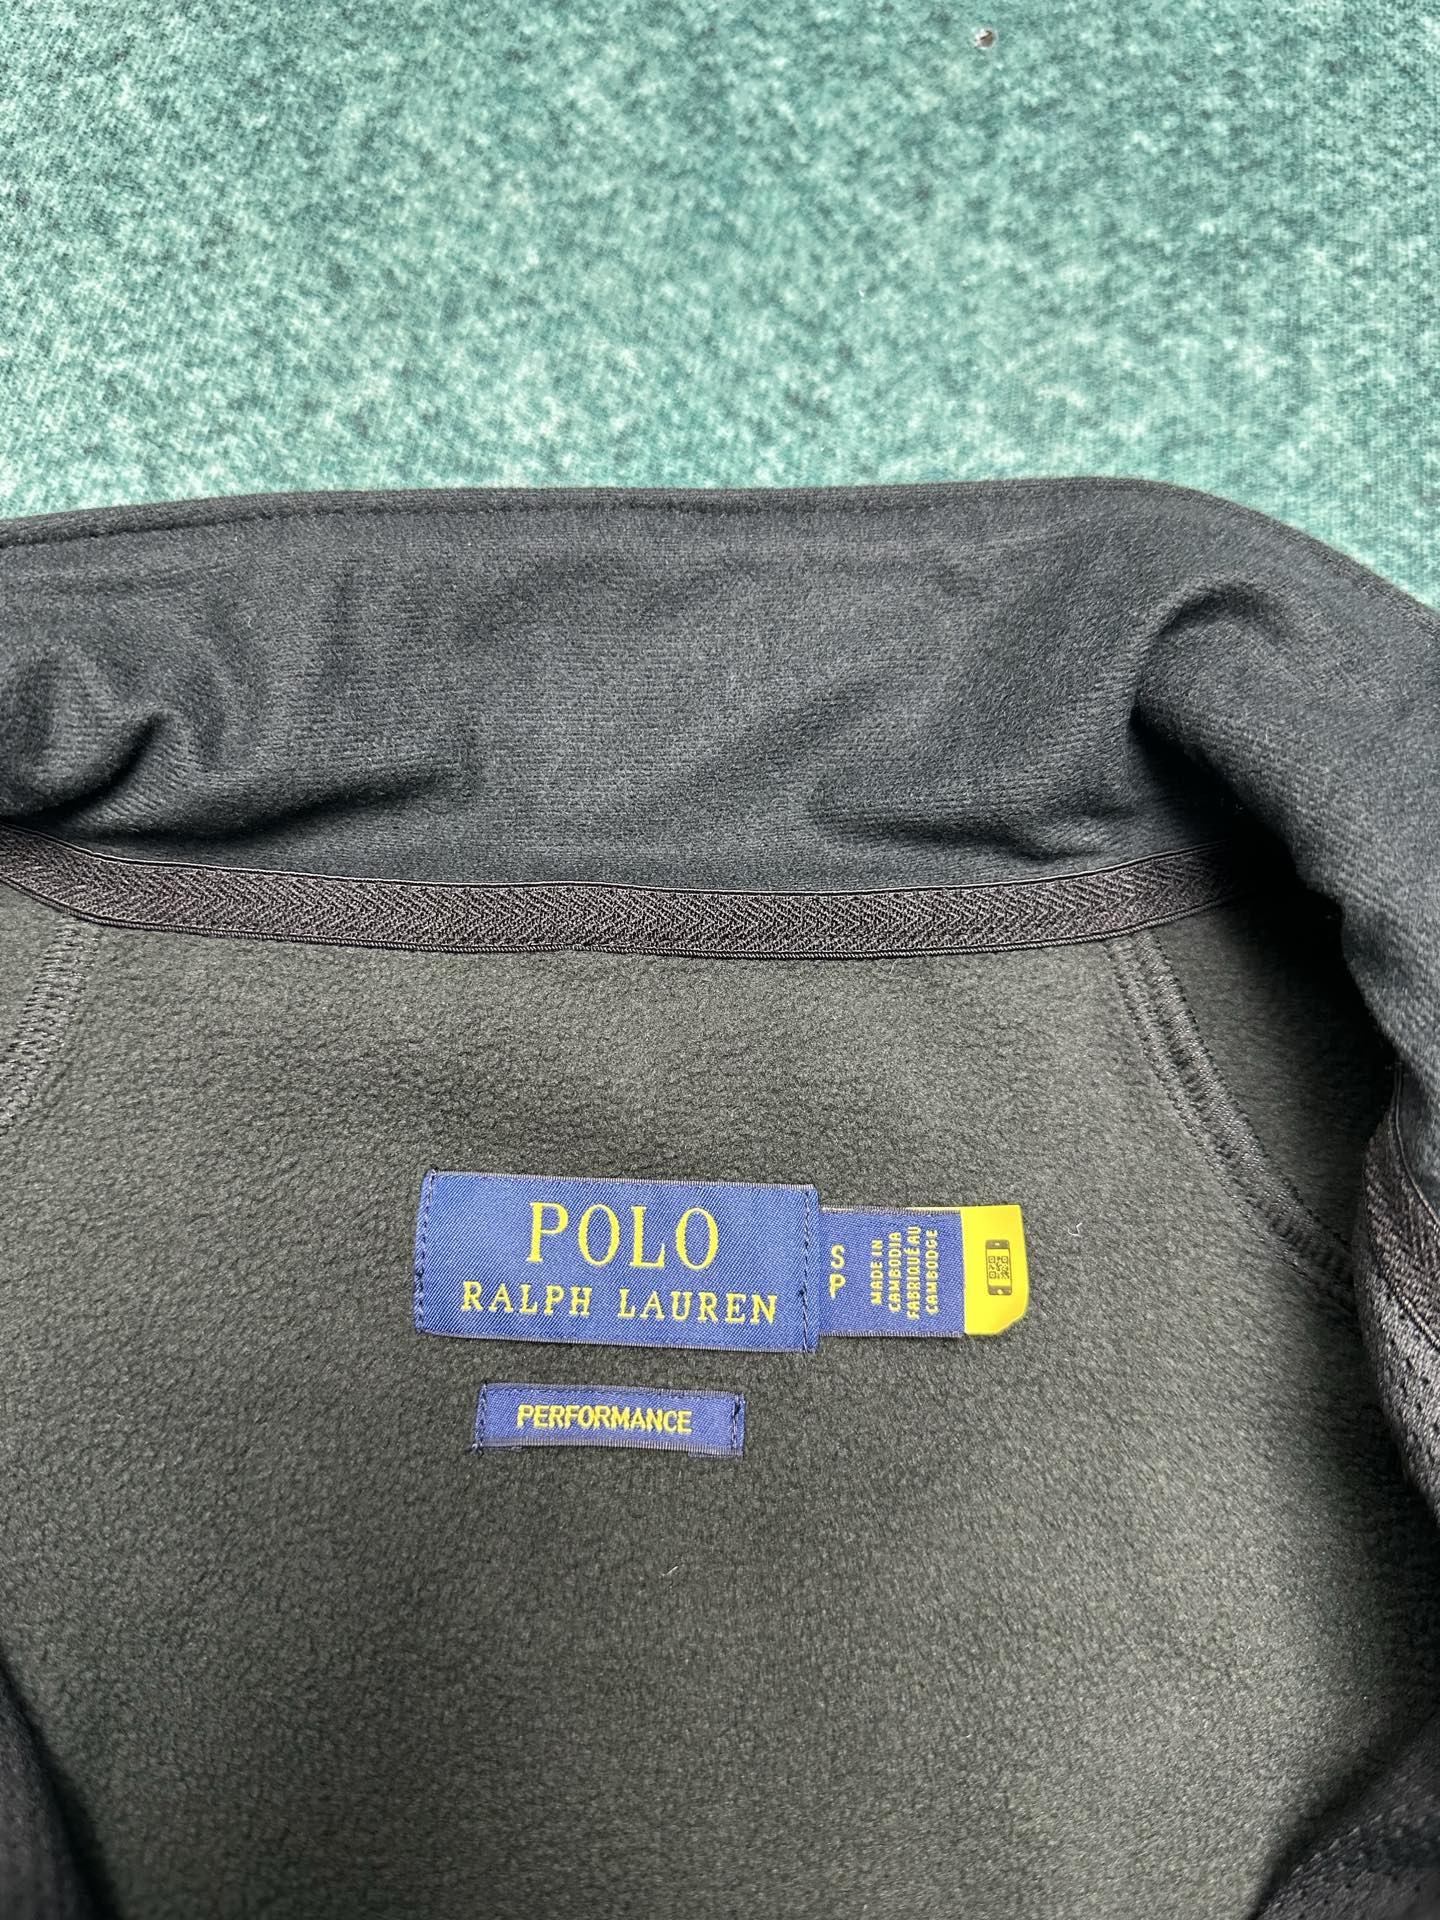 POLO
RALPH LAUREN
S
P
MADE IN
CAMBODIA
FABRIQUÉ AU
CAMBODGE
PERFORMANCE